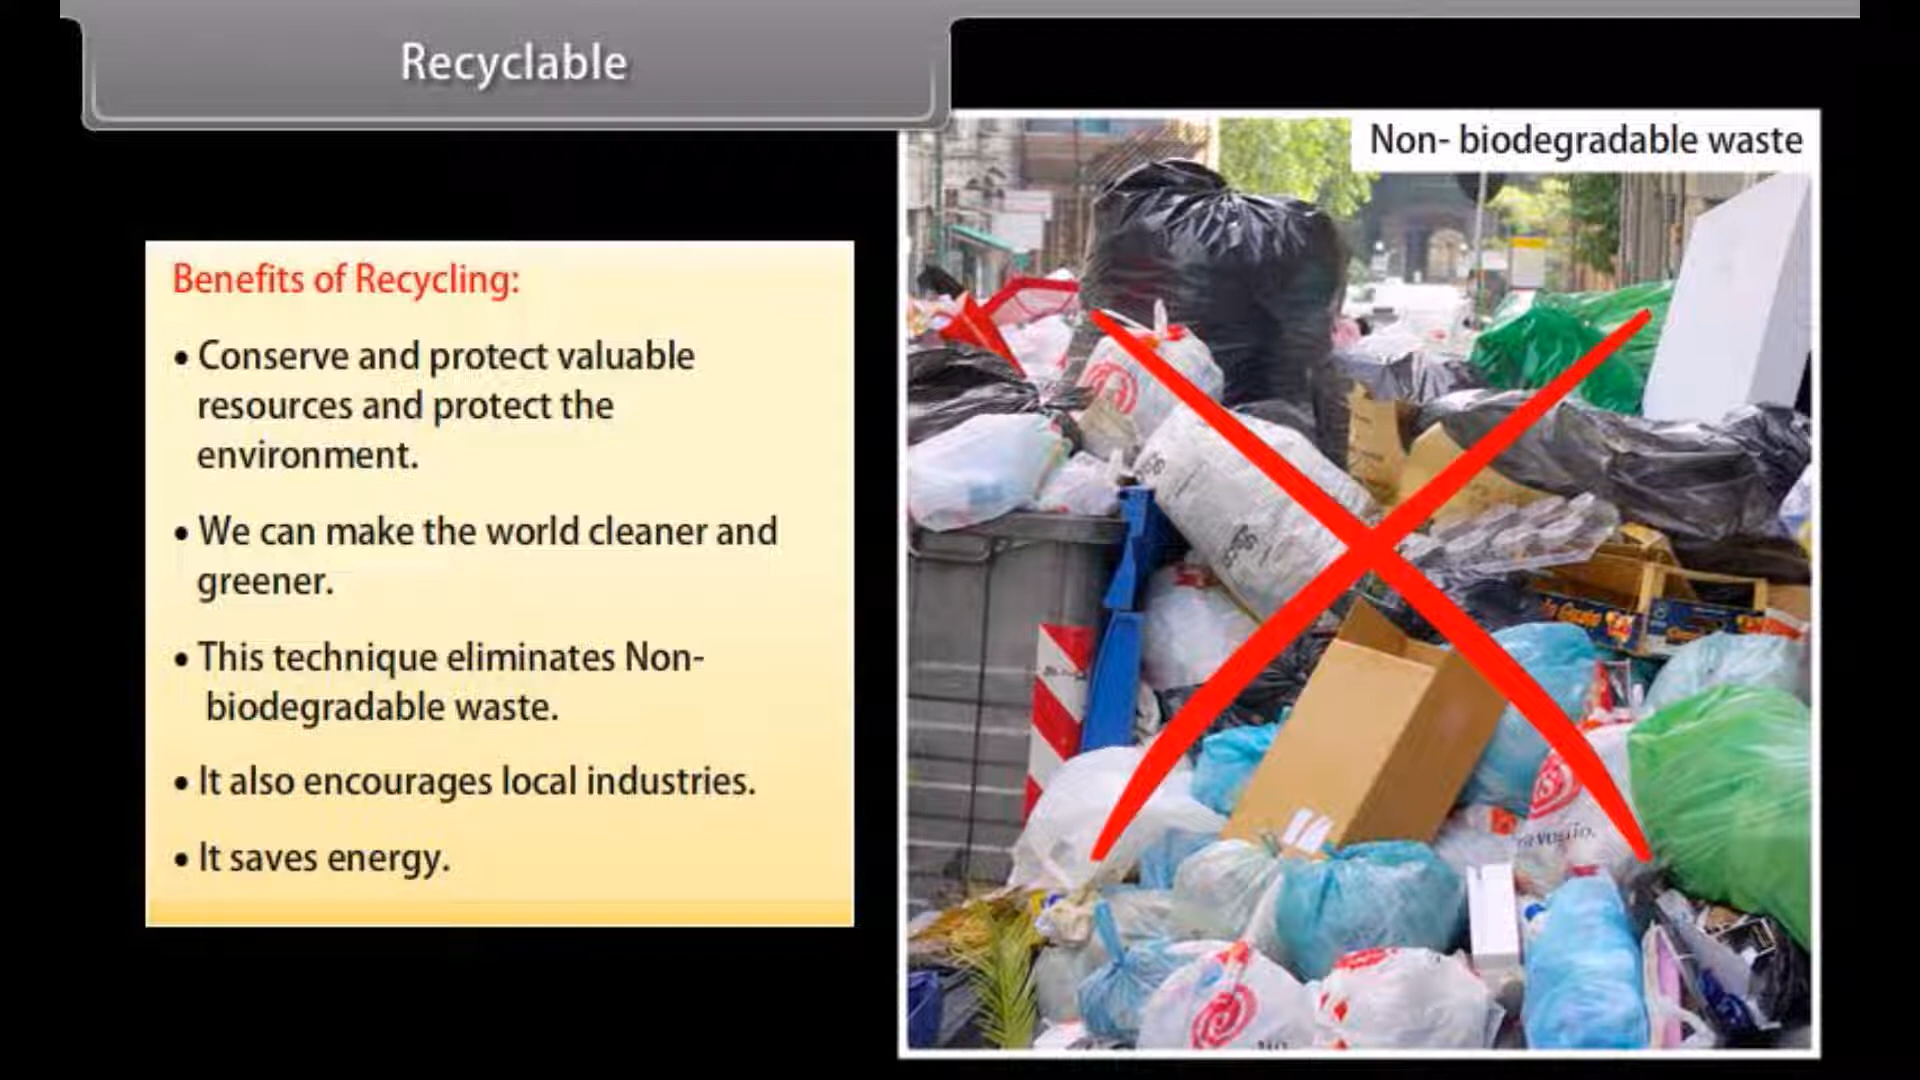 Recyclable
Non- biodegradable waste
Benefits of Recycling:
• Conserve and protect valuable
resources and protect the
environment.
• We can make the world cleaner and
greener.
• This technique eliminates Non-
biodegradable waste.
• It also encourages local industries.
• It saves energy.